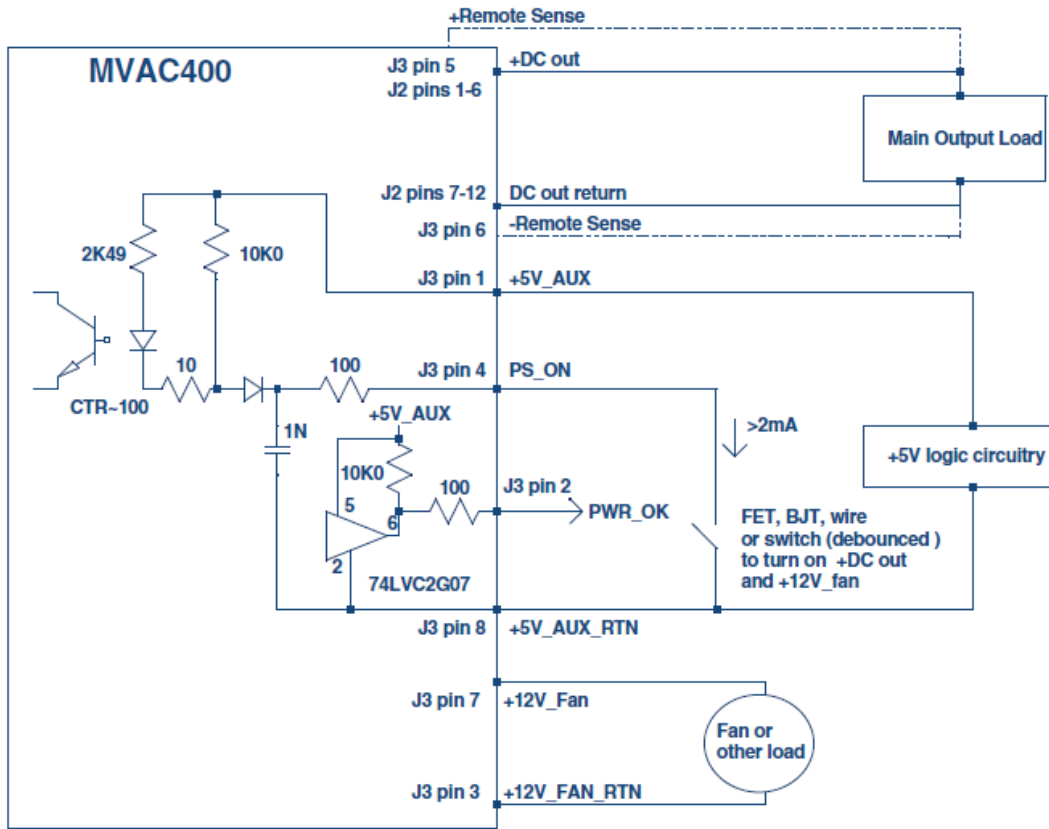 +Remote Sense
MVAC400
J3 pin 5
+DC out
J2 pins 1-6
Main Output Load
J2 pins 7-12
DC out return
J3 pin 6
-Remote Sense
2K49
10K0
J3 pin 1
+5V_AUX
10
100
J3 pin 4
PS_ON
CTR~100
+5V_AUX
1N
>2mA
10K0
+5V logic circuitry
100
J3 pin 2
5
6
PWR_OK
FET, BJT, wire
or switch (debounced )
to turn on +DC out
and +12V_fan
2
74LVC2G07
J3 pin 8
+5V_AUX_RTN
J3 pin 7
+12V_Fan
Fan or
other load
J3 pin 3
+12V_FAN_RTN